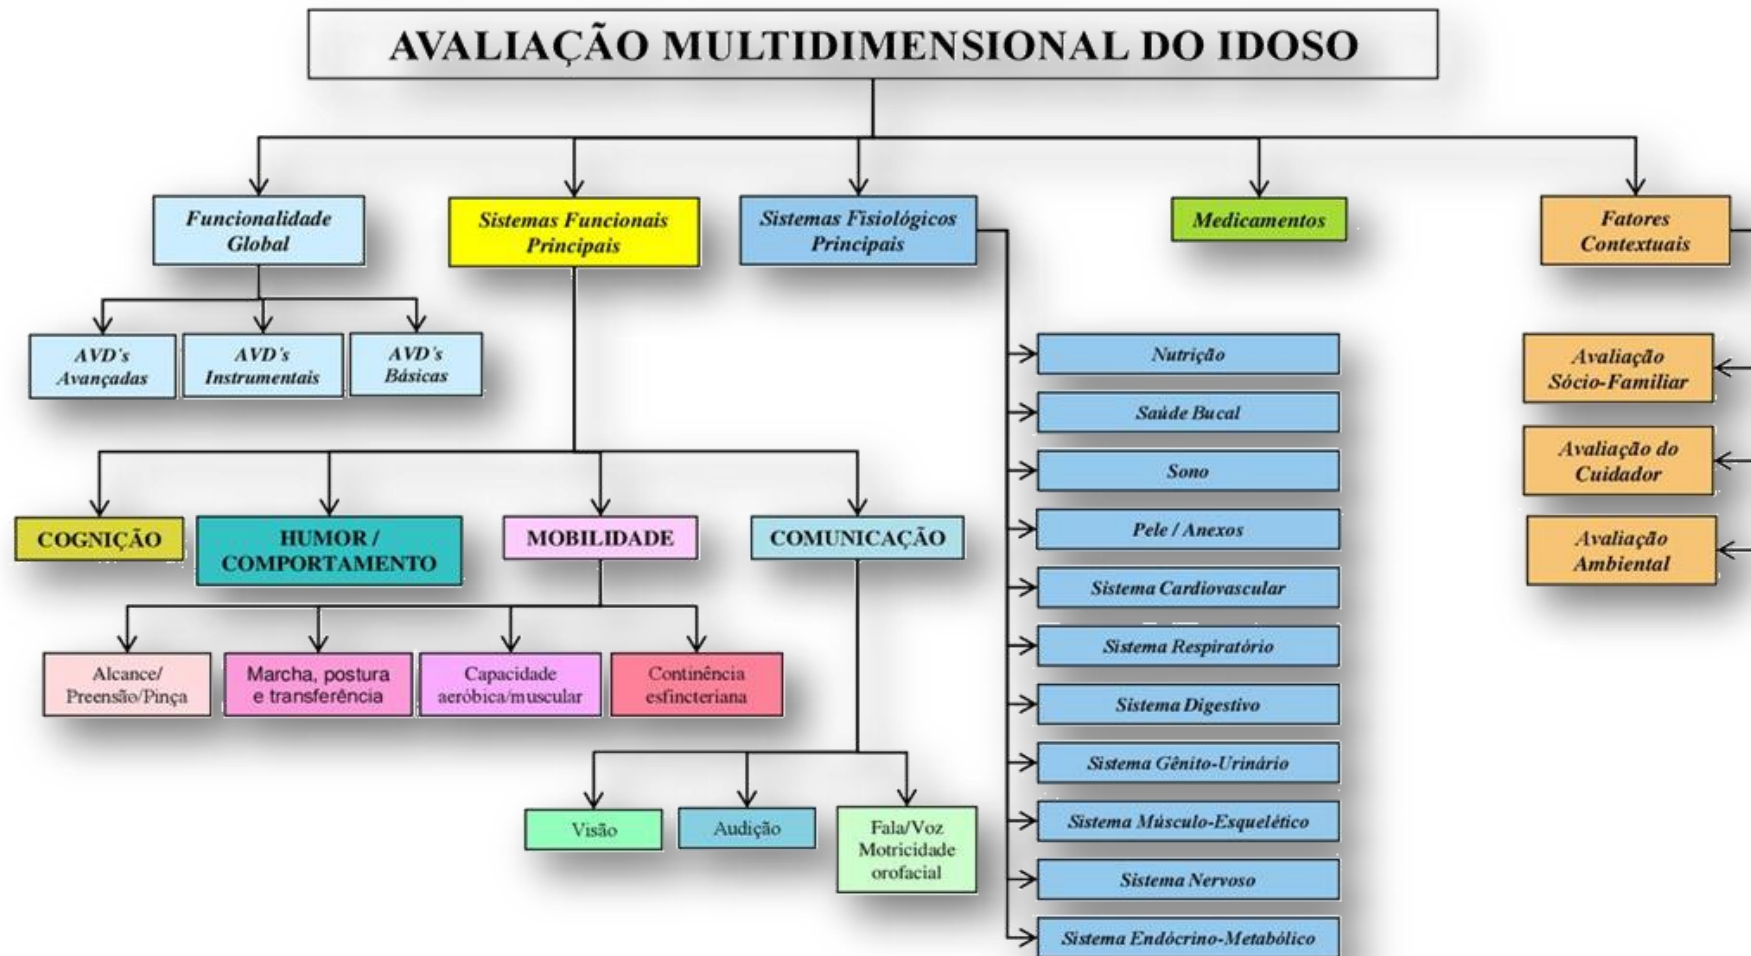 AVALIAÇÃO MULTIDIMENSIONAL DO IDOSO
Funcionalidade
Global
Sistemas Funcionais
Principais
Sistemas Fisiológicos
Principais
Medicamentos
Fatores
Contextuais
AVD´s
Avançadas
AVD´s
Instrumentais
AVD´s
Básicas
COGNIÇÃO
HUMOR /
COMPORTAMENTO
MOBILIDADE
COMUNICAÇÃO
Alcance/
Preensão/Pinça
Marcha, postura
e transferência
Capacidade
aeróbica/muscular
Continência
esfincteriana
Visão
Audição
Fala/Voz
Motricidade
orofacial
Nutrição
Saúde Bucal
Sono
Pele / Anexos
Sistema Cardiovascular
Sistema Respiratório
Sistema Digestivo
Sistema Gênito-Urinário
Sistema Músculo-Esquelético
Sistema Nervoso
Sistema Endócrino-Metabólico
Avaliação
Sócio-Familiar
Avaliação do
Cuidador
Avaliação
Ambiental